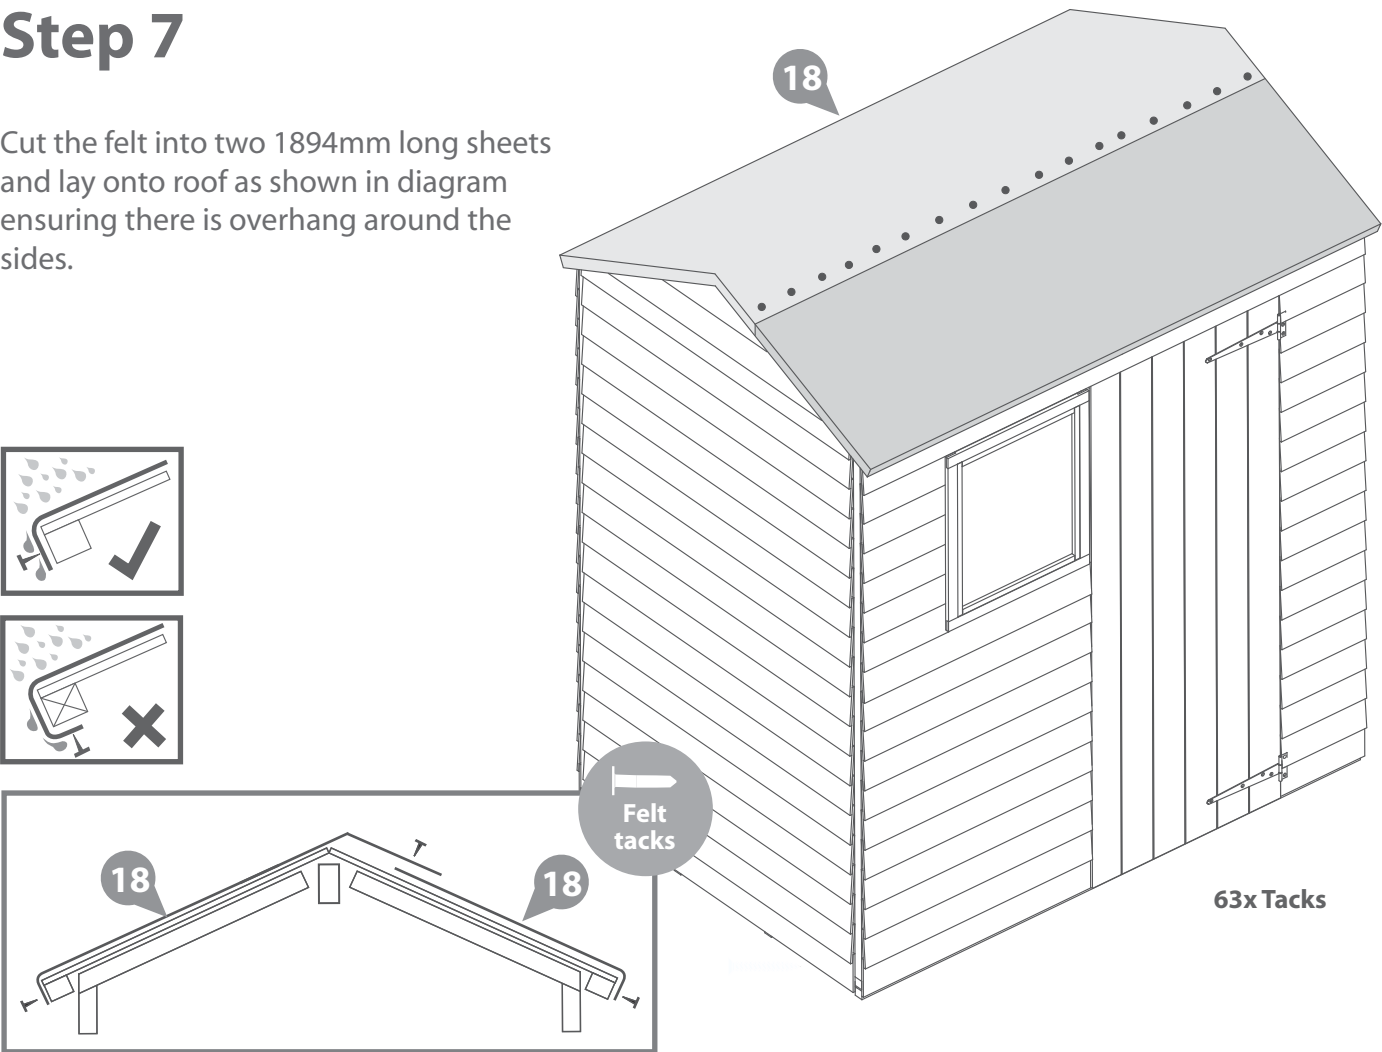 Step 7
Cut the felt into two 1894mm long sheets
and lay onto roof as shown in diagram
ensuring there is overhang around the
sides.
18
Felt
tacks
18
18
63x Tacks